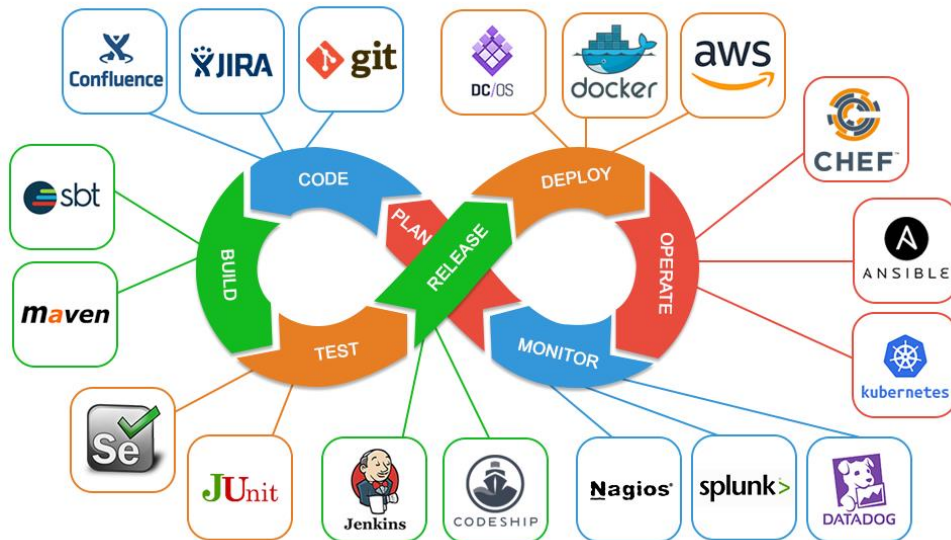 Confluence
JIRA
git
DC/OS
docker
aws
CHEF™
sbt
CODE
DEPLOY
PLAN
RELEASE
BUILD
OPERATE
ANSIBLE
maven
TEST
MONITOR
kubernetes
Se
JUnit
Jenkins
CODESHIP
Nagios®
splunk>
DATADOG